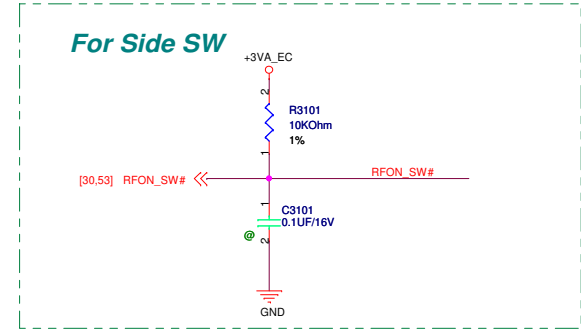 For Side SW
+3VA_EC
2
R3101
10KOhm
1%
1
[30,53] RFON_SW#
RFON_SW#
1
C3101
0.1UF/16V
@
2
GND